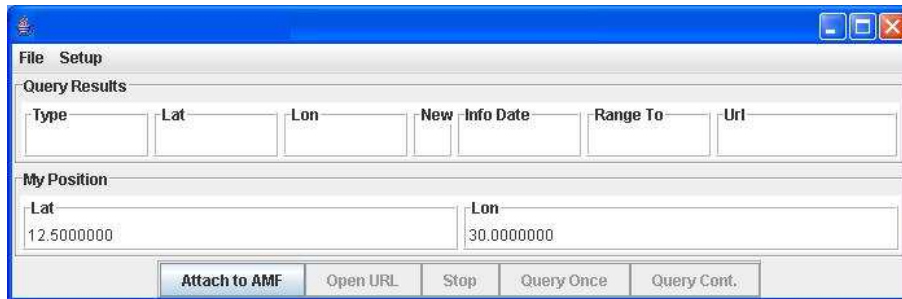 File Setup
Query Results
Type Lat Lon New Info Date Range To Url
My Position
Lat Lon
12.5000000 30.0000000
Attach to AMF Open URL Stop Query Once Query Cont.